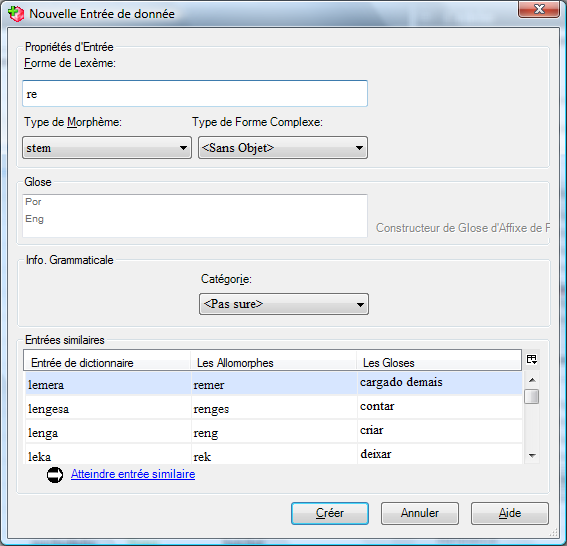 Nouvelle Entrée de donnée
Propriétés d'Entrée
Forme de Lexème:
re
Type de Morphème: Type de Forme Complexe:
stem <Sans Objet>
Glose
Por
Eng
Constructeur de Glose d'Affixe de F
Info. Grammaticale
Catégorie:
<Pas sure>
Entrées similaires
Entrée de dictionnaire Les Allomorphes Les Gloses
lemera remer cargado demais
lengesa renges contar
lenga reng criar
leka rek deixar
Atteindre entrée similaire
Créer Annuler Aide